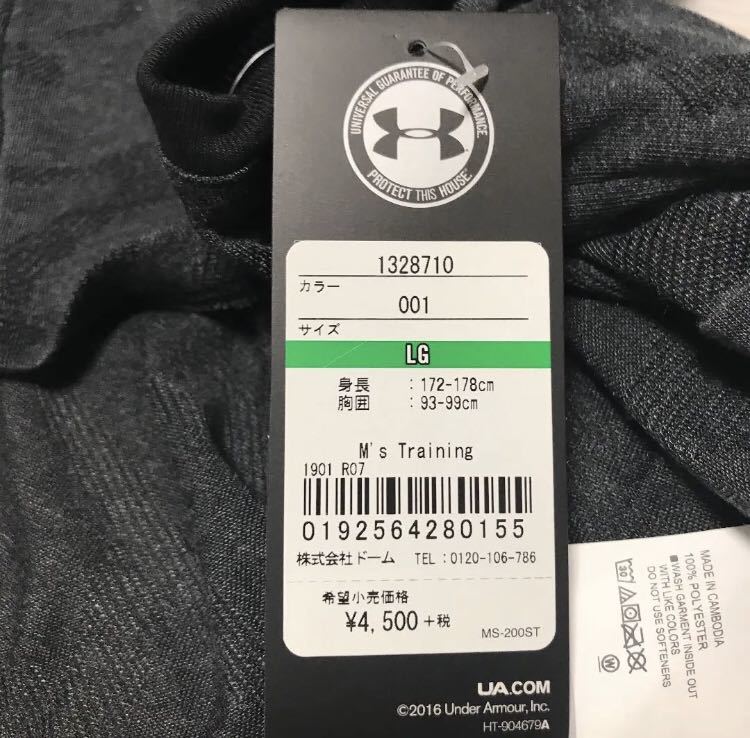 UNIVERSAL GUARANTEE OF PERFORMANCE.
PROTECT THIS HOUSE.
1328710
カラー
001
サイズ
LG
身長 :172-178cm
胸囲 :93-99cm
M's Training
1901 R07
0192564280155
株式会社ドーム TEL:0120-106-786
希望小売価格
¥4,500+税
MS-200ST
UA.COM
©2016 Under Armour, Inc.
HT-904679A
MADE IN CAMBODIA
100% POLYESTER
■WASH GARMENT INSIDE OUT
WITH LIKE COLORS
DO NOT USE SOFTENERS
30
W